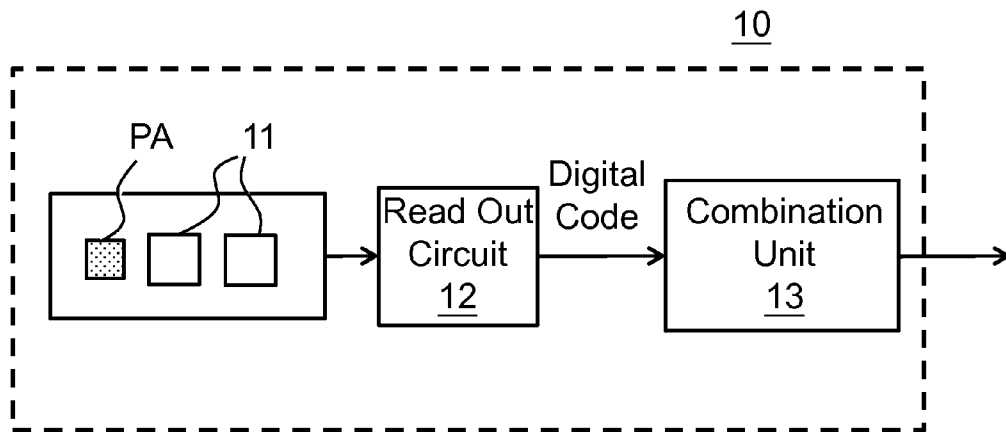 10
PA
11
Read Out
Circuit
12
Digital
Code
Combination
Unit
13